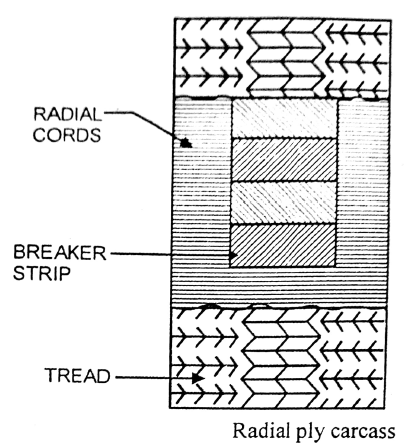 RADIAL
CORDS
BREAKER
STRIP
TREAD
Radial ply carcass